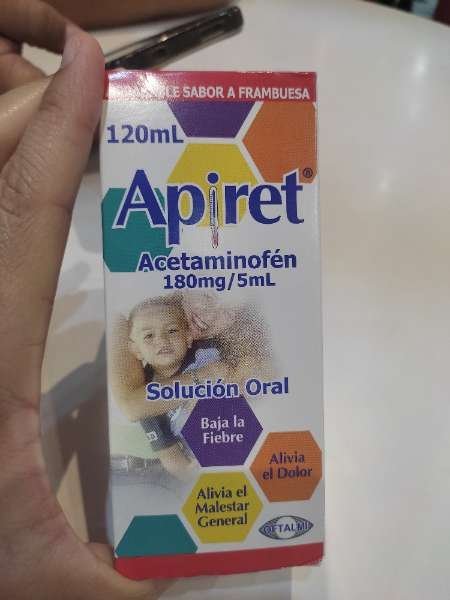 LE SABOR A FRAMBUESA
120mL
Apiret®
Acetaminofén
180mg/5mL
Solución Oral
Baja la
Fiebre
Alivia
el Dolor
Alivia el
Malestar
General
OFTALMI